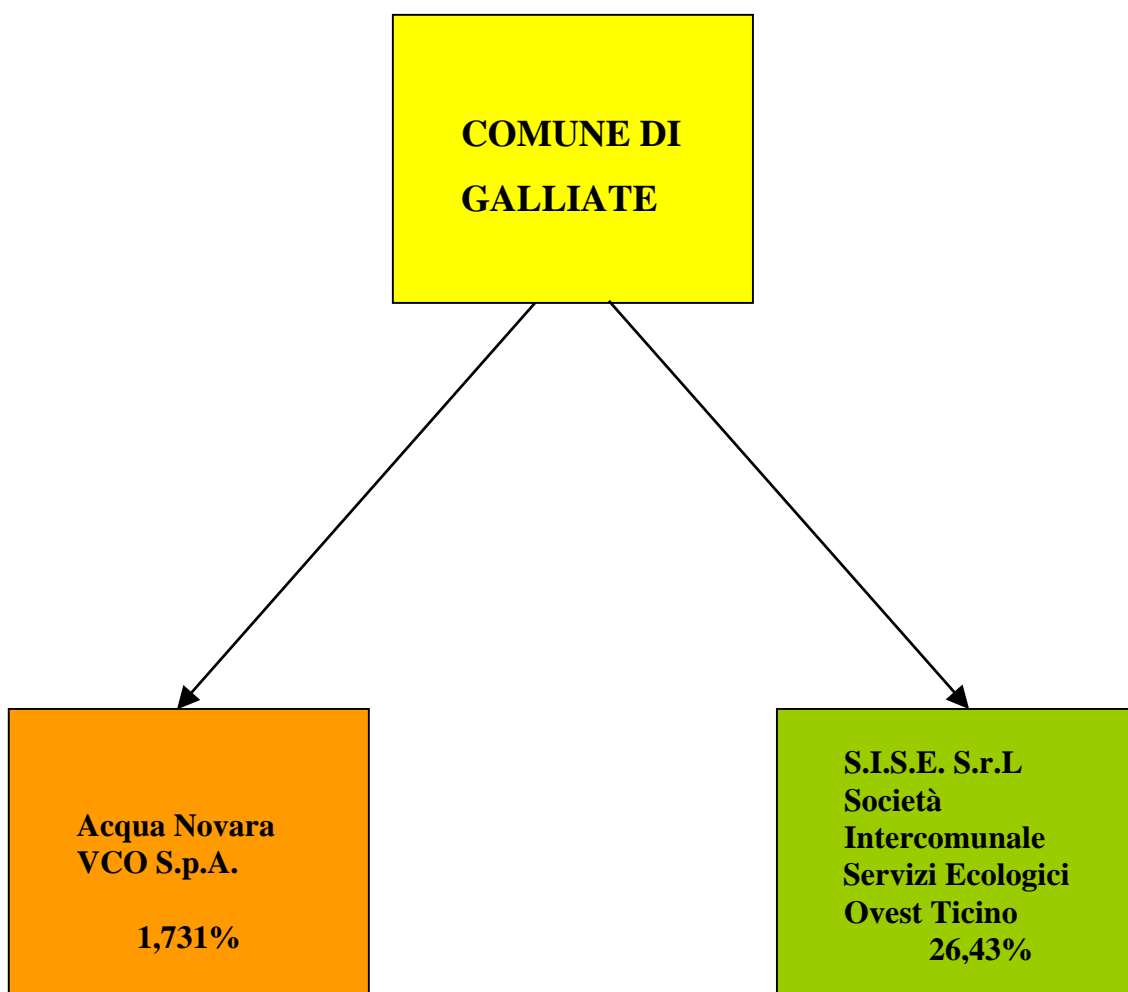 COMUNE DI
GALLIATE
Acqua Novara
VCO S.p.A.
1,731%
S.I.S.E. S.r.L
Società
Intercomunale
Servizi Ecologici
Ovest Ticino
26,43%